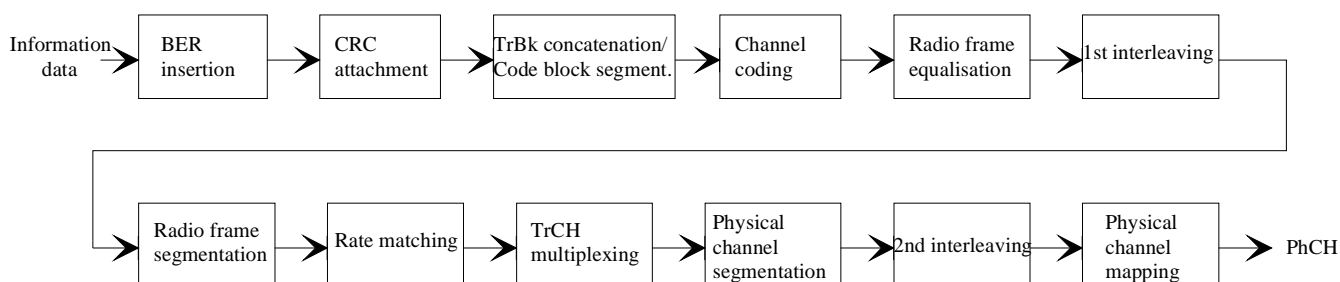 Information
data
BER
insertion
CRC
attachment
TrBk concatenation/
Code block segment.
Channel
coding
Radio frame
equalisation
1st interleaving
Radio frame
segmentation
Rate matching
TrCH
multiplexing
Physical
channel
segmentation
2nd interleaving
Physical
channel
mapping
PhCH